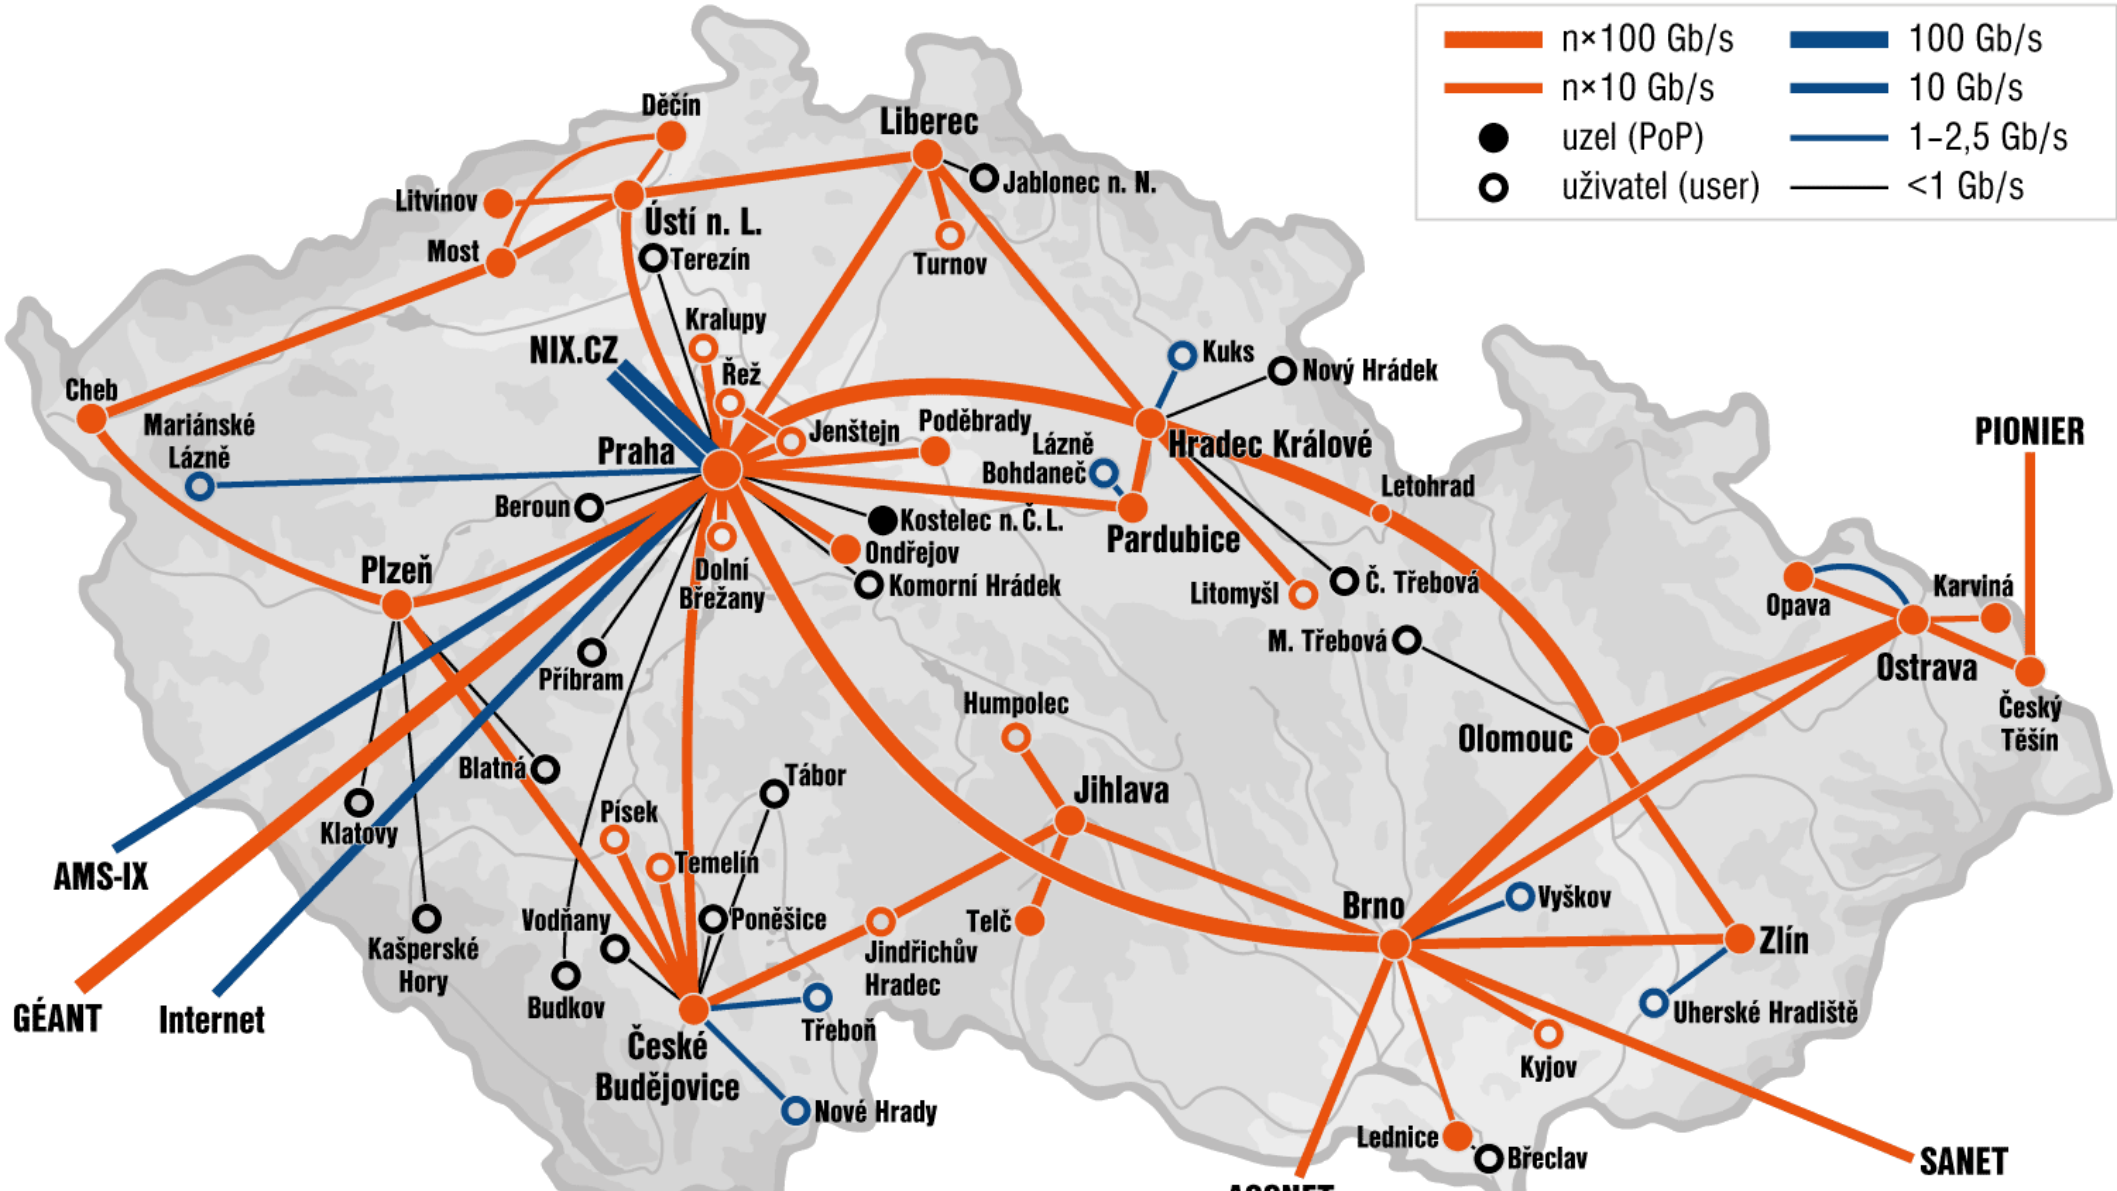 n×100 Gb/s
100 Gb/s
n×10 Gb/s
10 Gb/s
uzel (PoP)
1–2,5 Gb/s
uživatel (user)
<1 Gb/s
Děčín
Liberec
Jablonec n. N.
Litvínov
Ústí n. L.
Most
Terezín
Turnov
Kralupy
NIX.CZ
Řež
Kuks
Nový Hrádek
Cheb
Mariánské
Lázně
Praha
Jenštejn
Poděbrady
Lázně
Bohdaneč
Hradec Králové
PIONIER
Letohrad
Beroun
Kostelec n. Č. L.
Ondřejov
Pardubice
Plzeň
Dolní
Břežany
Komorní Hrádek
Litomyšl
Č. Třebová
Opava
Karviná
M. Třebová
Příbram
Ostrava
Český
Těšín
Humpolec
Olomouc
Blatná
Tábor
Jihlava
Klatovy
Písek
Temelín
AMS-IX
Vodňany
Poněšice
Telč
Brno
Vyškov
Zlín
Kašperské
Hory
Jindřichův
Hradec
Budkov
GÉANT
Internet
Třeboň
Uherské Hradiště
České
Budějovice
Kyjov
Nové Hrady
Lednice
Břeclav
SANET